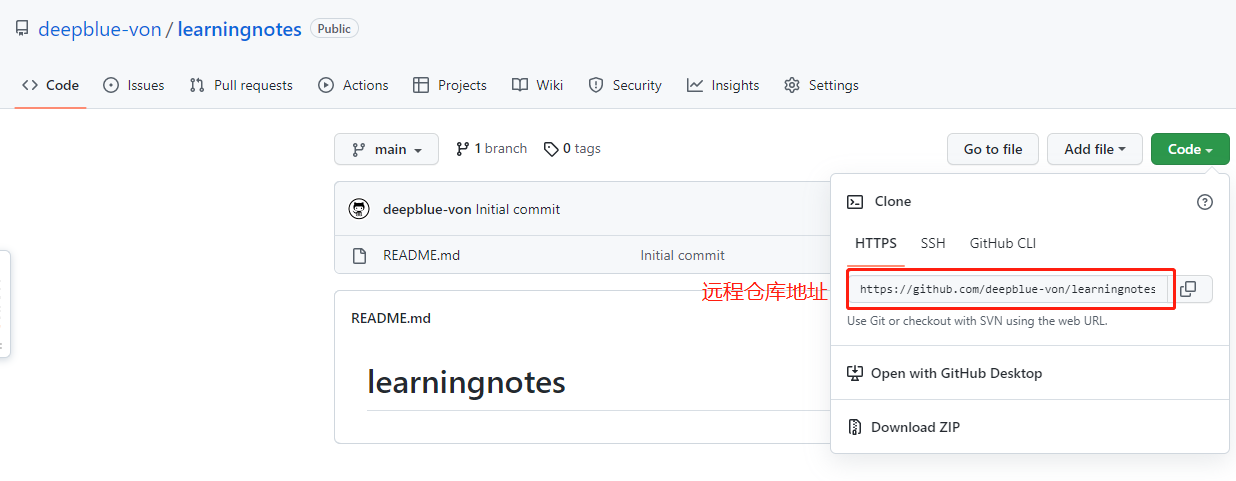 deepblue-von / learningnotes Public
Code Issues Pull requests Actions Projects Wiki Security Insights Settings
main 1 branch 0 tags Go to file Add file Code
deepblue-von Initial commit
README.md Initial commit
Clone
HTTPS SSH GitHub CLI
远程仓库地址 https://github.com/deepblue-von/learningnotes
Use Git or checkout with SVN using the web URL.
Open with GitHub Desktop
Download ZIP
README.md
learningnotes